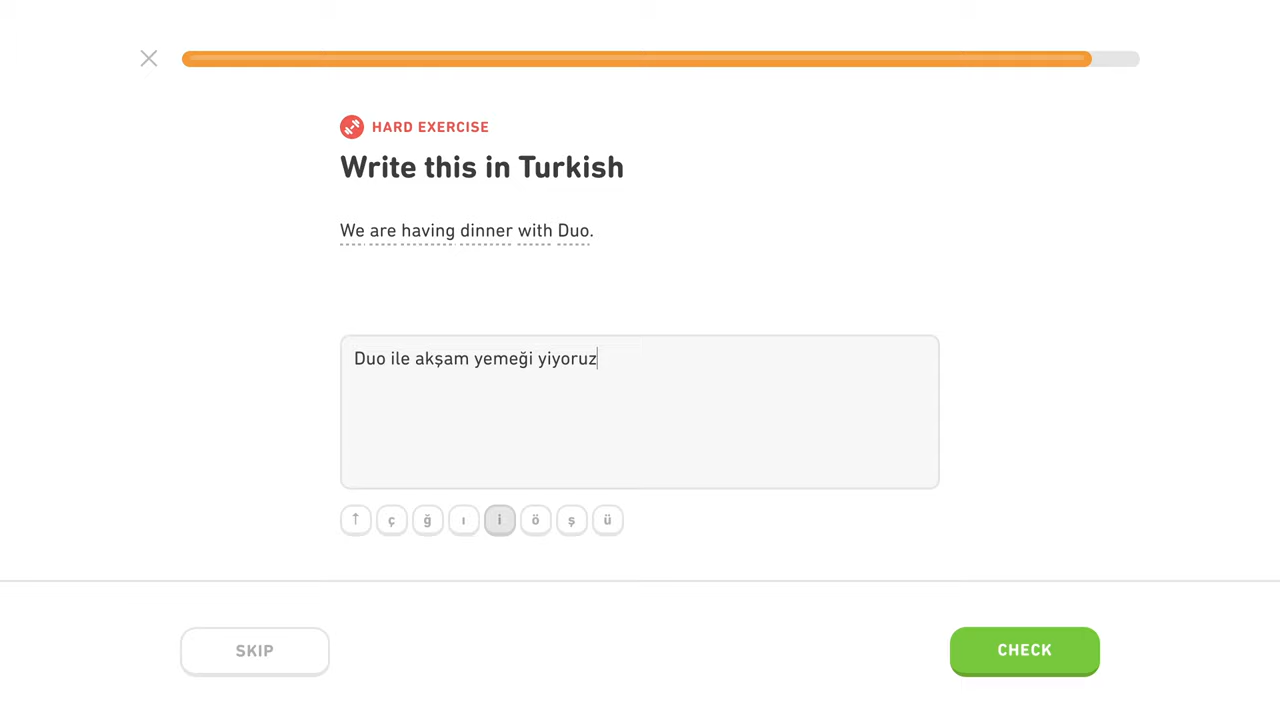 HARD EXERCISE
Write this in Turkish
We are having dinner with Duo.
Duo ile akşam yemeği yiyoruz
↑ ç ğ ı i ö ş ü
SKIP
CHECK